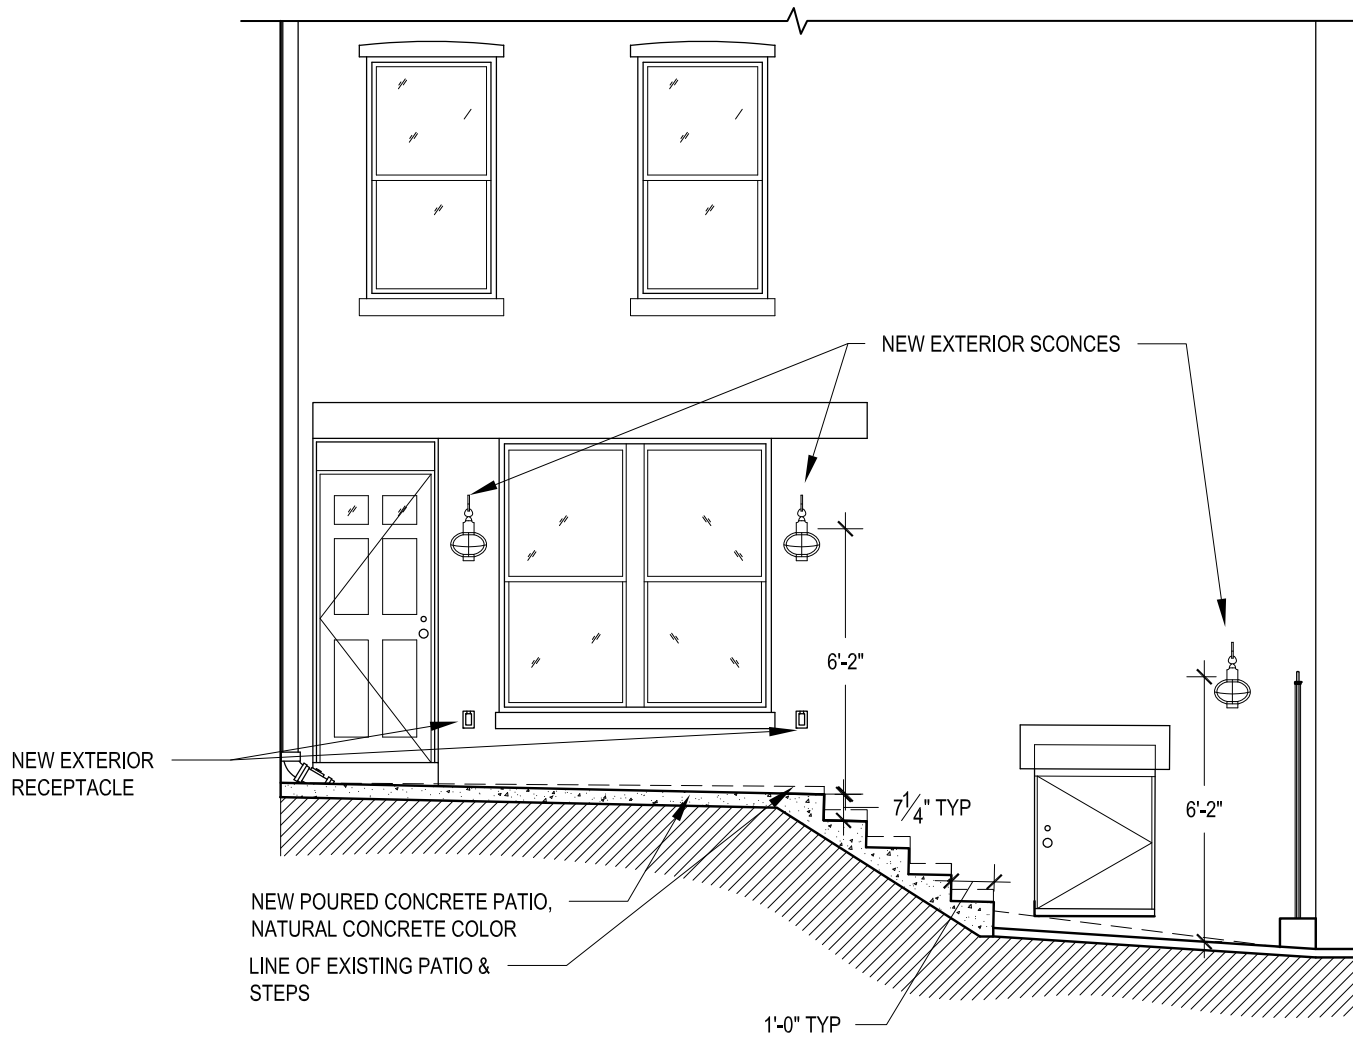 NEW EXTERIOR SCONCES
6'-2"
NEW EXTERIOR
RECEPTACLE
7 1/4" TYP
6'-2"
NEW POURED CONCRETE PATIO,
NATURAL CONCRETE COLOR
LINE OF EXISTING PATIO &
STEPS
1'-0" TYP